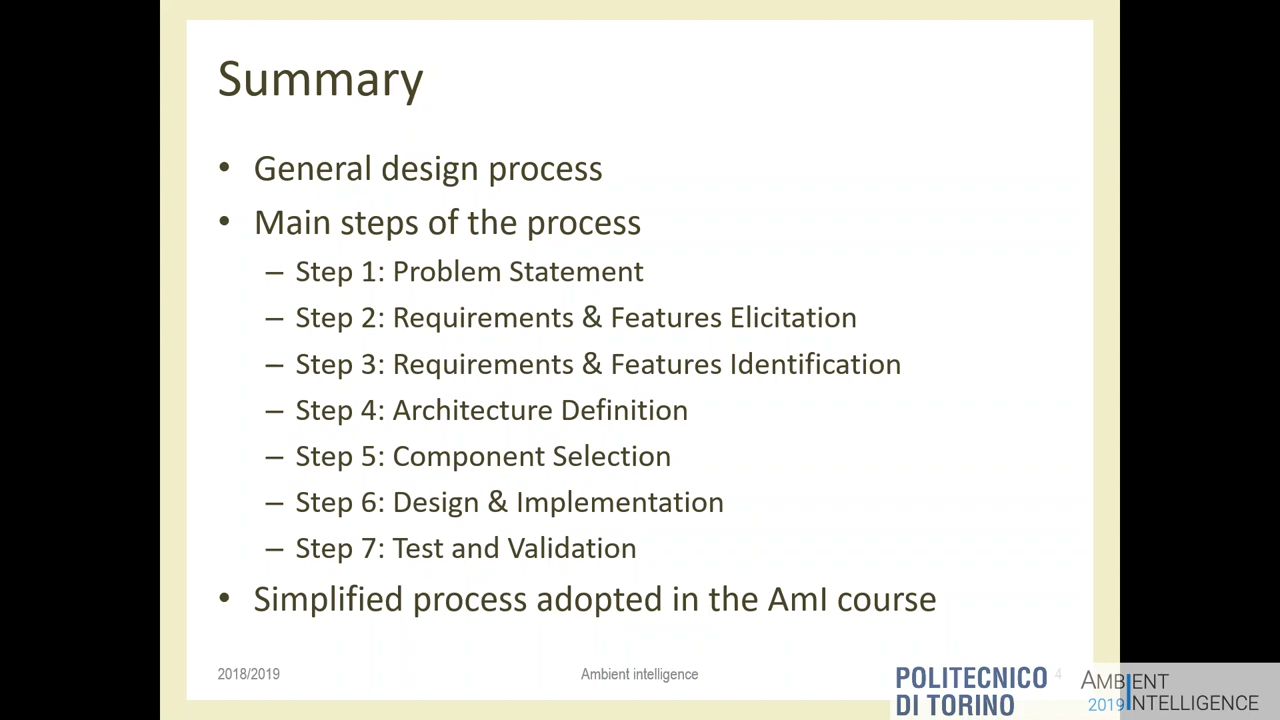 Summary
• General design process
• Main steps of the process
– Step 1: Problem Statement
– Step 2: Requirements & Features Elicitation
– Step 3: Requirements & Features Identification
– Step 4: Architecture Definition
– Step 5: Component Selection
– Step 6: Design & Implementation
– Step 7: Test and Validation
• Simplified process adopted in the AmI course
2018/2019
Ambient intelligence
4
POLITECNICO
DI TORINO
AMBIENT
2019 INTELLIGENCE